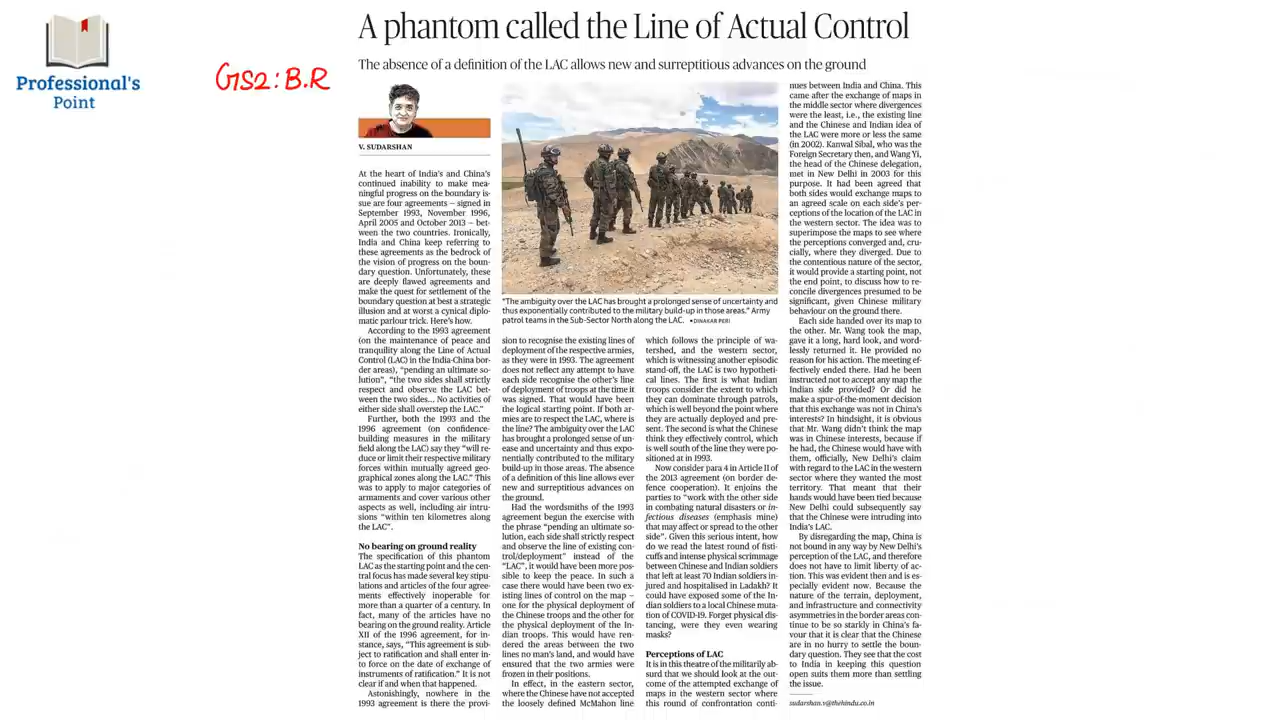 Professional's
Point
GS2: B.R
A phantom called the Line of Actual Control
The absence of a definition of the LAC allows new and surreptitious advances on the ground
V. SUDARSHAN
At the heart of India's and China's
continued inability to make mea-
ningful progress on the boundary is-
sue are four agreements — signed in
September 1993, November 1996,
April 2005 and October 2013 — bet-
ween the two countries. Ironically,
India and China keep referring to
these agreements as the bedrock of
the vision of progress on the boun-
dary question. Unfortunately, these
are deeply flawed agreements and
make the quest for settlement of the
boundary question at best a strategic
illusion and at worst a cynical diplo-
matic parlour trick. Here's how.
According to the 1993 agreement
(on the maintenance of peace and
tranquility along the Line of Actual
Control (LAC) in the India-China bor-
der areas), "pending an ultimate so-
lution", "the two sides shall strictly
respect and observe the LAC bet-
ween the two sides... No activities of
either side shall overstep the LAC."
Further, both the 1993 and the
1996 agreement (on confidence-
building measures in the military
field along the LAC) say they "will re-
duce or limit their respective military
forces within mutually agreed geo-
graphical zones along the LAC." This
was to apply to major categories of
armaments and cover various other
aspects as well, including air intru-
sions "within ten kilometres along
the LAC".
No bearing on ground reality
The specification of this phantom
LAC as the starting point and the cen-
tral focus has made several key stipu-
lations and articles of the four agree-
ments effectively inoperable for
more than a quarter of a century. In
fact, many of the articles have no
bearing on the ground reality. Article
XII of the 1996 agreement, for in-
stance, says, "This agreement is sub-
ject to ratification and shall enter in-
to force on the date of exchange of
instruments of ratification." It is not
clear if and when that happened.
Astonishingly, nowhere in the
1993 agreement is there the provi-
"The ambiguity over the LAC has brought a prolonged sense of uncertainty and
thus exponentially contributed to the military build-up in those areas." Army
patrol teams in the Sub-Sector North along the LAC. ▪DINAKAR PERI
sion to recognise the existing lines of
deployment of the respective armies,
as they were in 1993. The agreement
does not reflect any attempt to have
each side recognise the other's line
of deployment of troops at the time it
was signed. That would have been
the logical starting point. If both ar-
mies are to respect the LAC, where is
the line? The ambiguity over the LAC
has brought a prolonged sense of un-
ease and uncertainty and thus expo-
nentially contributed to the military
build-up in those areas. The absence
of a definition of this line allows ever
new and surreptitious advances on
the ground.
Had the wordsmiths of the 1993
agreement begun the exercise with
the phrase "pending an ultimate so-
lution, each side shall strictly respect
and observe the line of existing con-
trol/deployment" instead of the
"LAC", it would have been more pos-
sible to keep the peace. In such a
case there would have been two ex-
isting lines of control on the map –
one for the physical deployment of
the Chinese troops and the other for
the physical deployment of the In-
dian troops. This would have ren-
dered the areas between the two
lines no man's land, and would have
ensured that the two armies were
frozen in their positions.
In effect, in the eastern sector,
where the Chinese have not accepted
the loosely defined McMahon line
which follows the principle of wa-
tershed, and the western sector,
which is witnessing another episodic
stand-off, the LAC is two hypotheti-
cal lines. The first is what Indian
troops consider the extent to which
they can dominate through patrols,
which is well beyond the point where
they are actually deployed and pre-
sent. The second is what the Chinese
think they effectively control, which
is well south of the line they were po-
sitioned at in 1993.
Now consider para 4 in Article II of
the 2013 agreement (on border de-
fence cooperation). It enjoins the
parties to "work with the other side
in combating natural disasters or in-
fectious diseases (emphasis mine)
that may affect or spread to the other
side". Given this serious intent, how
do we read the latest round of fisti-
cuffs and intense physical scrimmage
between Chinese and Indian soldiers
that left at least 70 Indian soldiers in-
jured and hospitalised in Ladakh? It
could have exposed some of the In-
dian soldiers to a local Chinese muta-
tion of COVID-19. Forget physical dis-
tancing, were they even wearing
masks?
Perceptions of LAC
It is in this theatre of the militarily ab-
surd that we should look at the out-
come of the attempted exchange of
maps in the western sector where
this round of confrontation conti-
nues between India and China. This
came after the exchange of maps in
the middle sector where divergences
were the least, i.e., the existing line
and the Chinese and Indian idea of
the LAC were more or less the same
(in 2002). Kanwal Sibal, who was the
Foreign Secretary then, and Wang Yi,
the head of the Chinese delegation,
met in New Delhi in 2003 for this
purpose. It had been agreed that
both sides would exchange maps to
an agreed scale on each side's per-
ceptions of the location of the LAC in
the western sector. The idea was to
superimpose the maps to see where
the perceptions converged and, cru-
cially, where they diverged. Due to
the contentious nature of the sector,
it would provide a starting point, not
the end point, to discuss how to re-
concile divergences presumed to be
significant, given Chinese military
behaviour on the ground there.
Each side handed over its map to
the other. Mr. Wang took the map,
gave it a long, hard look, and word-
lessly returned it. He provided no
reason for his action. The meeting ef-
fectively ended there. Had he been
instructed not to accept any map the
Indian side provided? Or did he
make a spur-of-the-moment decision
that this exchange was not in China's
interests? In hindsight, it is obvious
that Mr. Wang didn't think the map
was in Chinese interests, because if
he had, the Chinese would have with
them, officially, New Delhi's claim
with regard to the LAC in the western
sector where they wanted the most
territory. That meant that their
hands would have been tied because
New Delhi could subsequently say
that the Chinese were intruding into
India's LAC.
By disregarding the map, China is
not bound in any way by New Delhi's
perception of the LAC, and therefore
does not have to limit liberty of ac-
tion. This was evident then and is es-
pecially evident now. Because the
nature of the terrain, deployment,
and infrastructure and connectivity
asymmetries in the border areas con-
tinue to be so starkly in China's fa-
vour that it is clear that the Chinese
are in no hurry to settle the boun-
dary question. They see that the cost
to India in keeping this question
open suits them more than settling
the issue.
sudarshan.v@thehindu.co.in